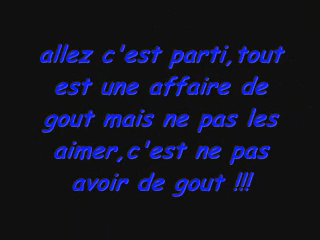 allez c'est parti,tout
est une affaire de
gout mais ne pas les
aimer,c'est ne pas
avoir de gout !!!